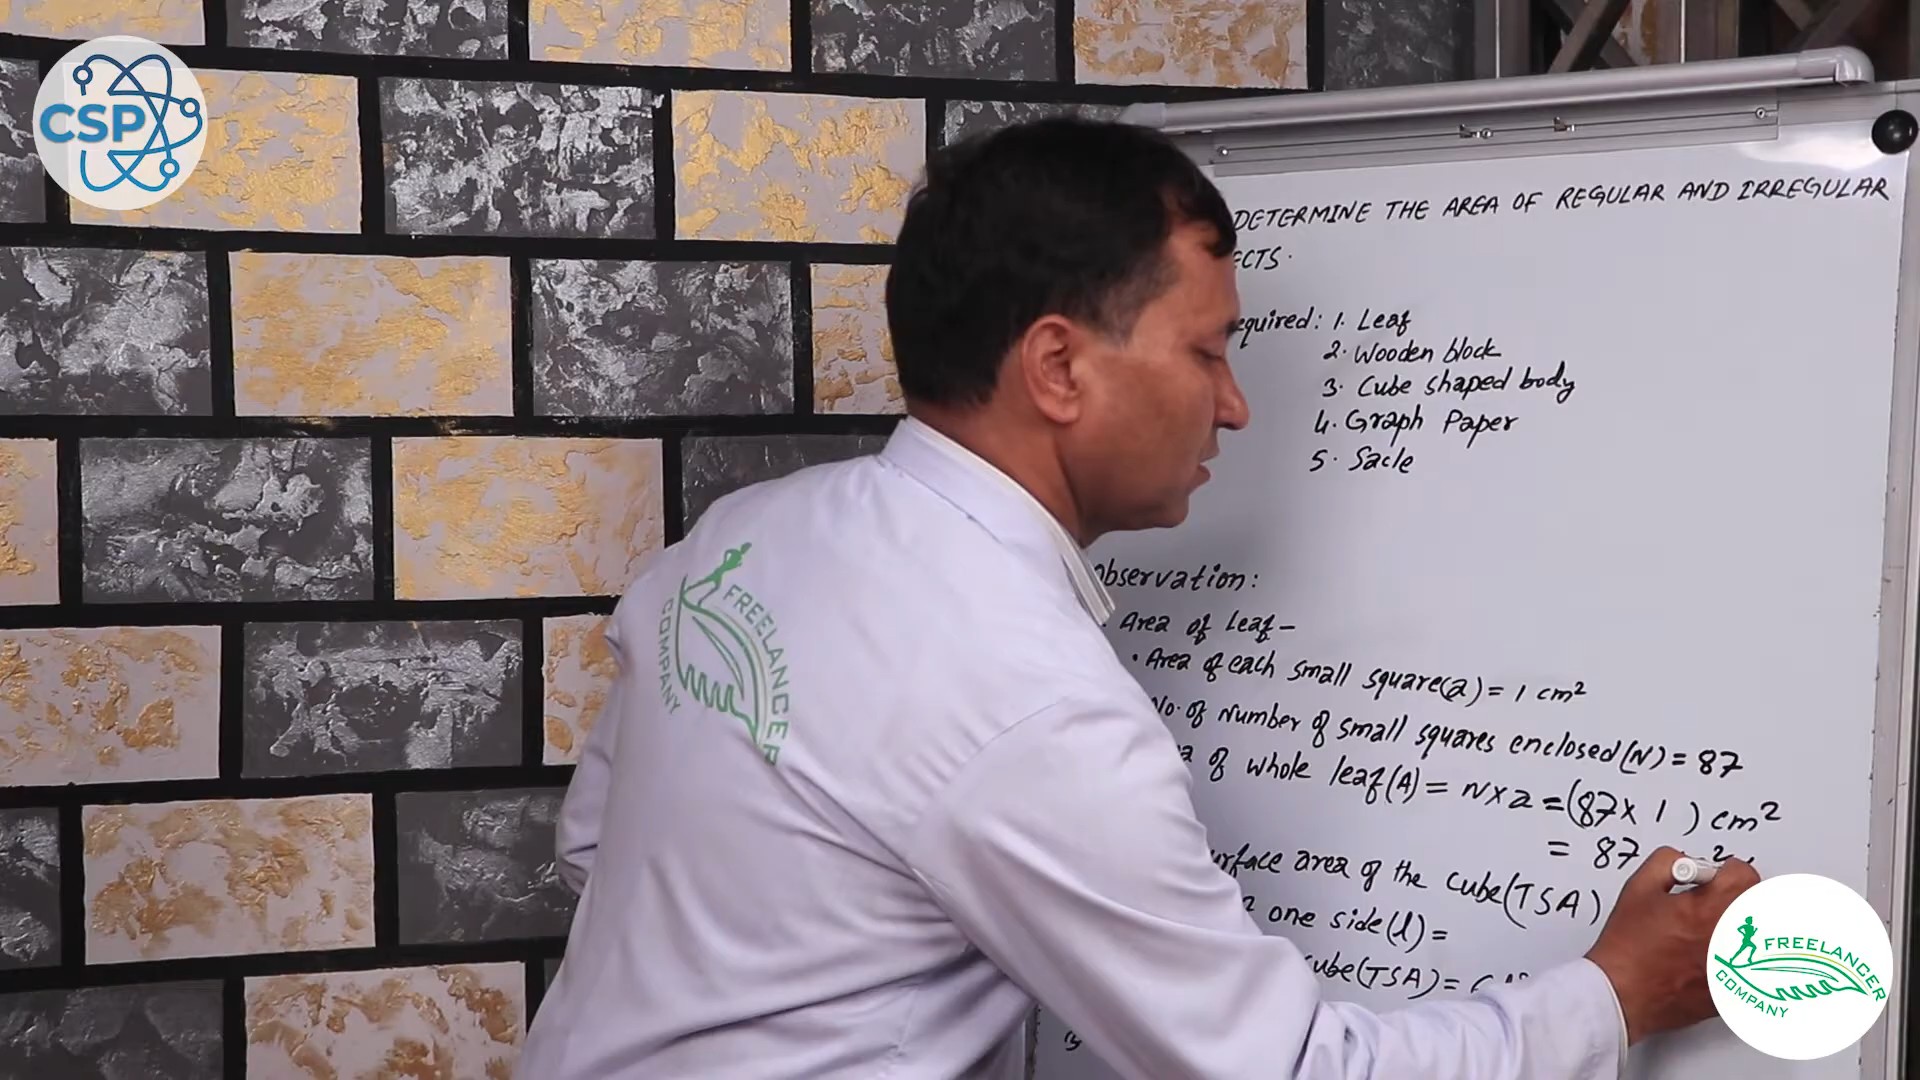 CSP
DETERMINE THE AREA OF REGULAR AND IRREGULAR
ECTS.
equired: 1. Leaf
2. Wooden block
3. Cube shaped body
4. Graph Paper
5. Sacle
Observation:
Area of Leaf -
• Area of each small square(a) = 1 cm²
No. of Number of small squares enclosed (N) = 87
a of whole leaf (A) = N x a = (87 x 1 ) cm²
= 87
urface area of the cube (TSA)
one side (l) =
cube (TSA) =
FREELANCER
COMPANY
FREELANCER
COMPANY